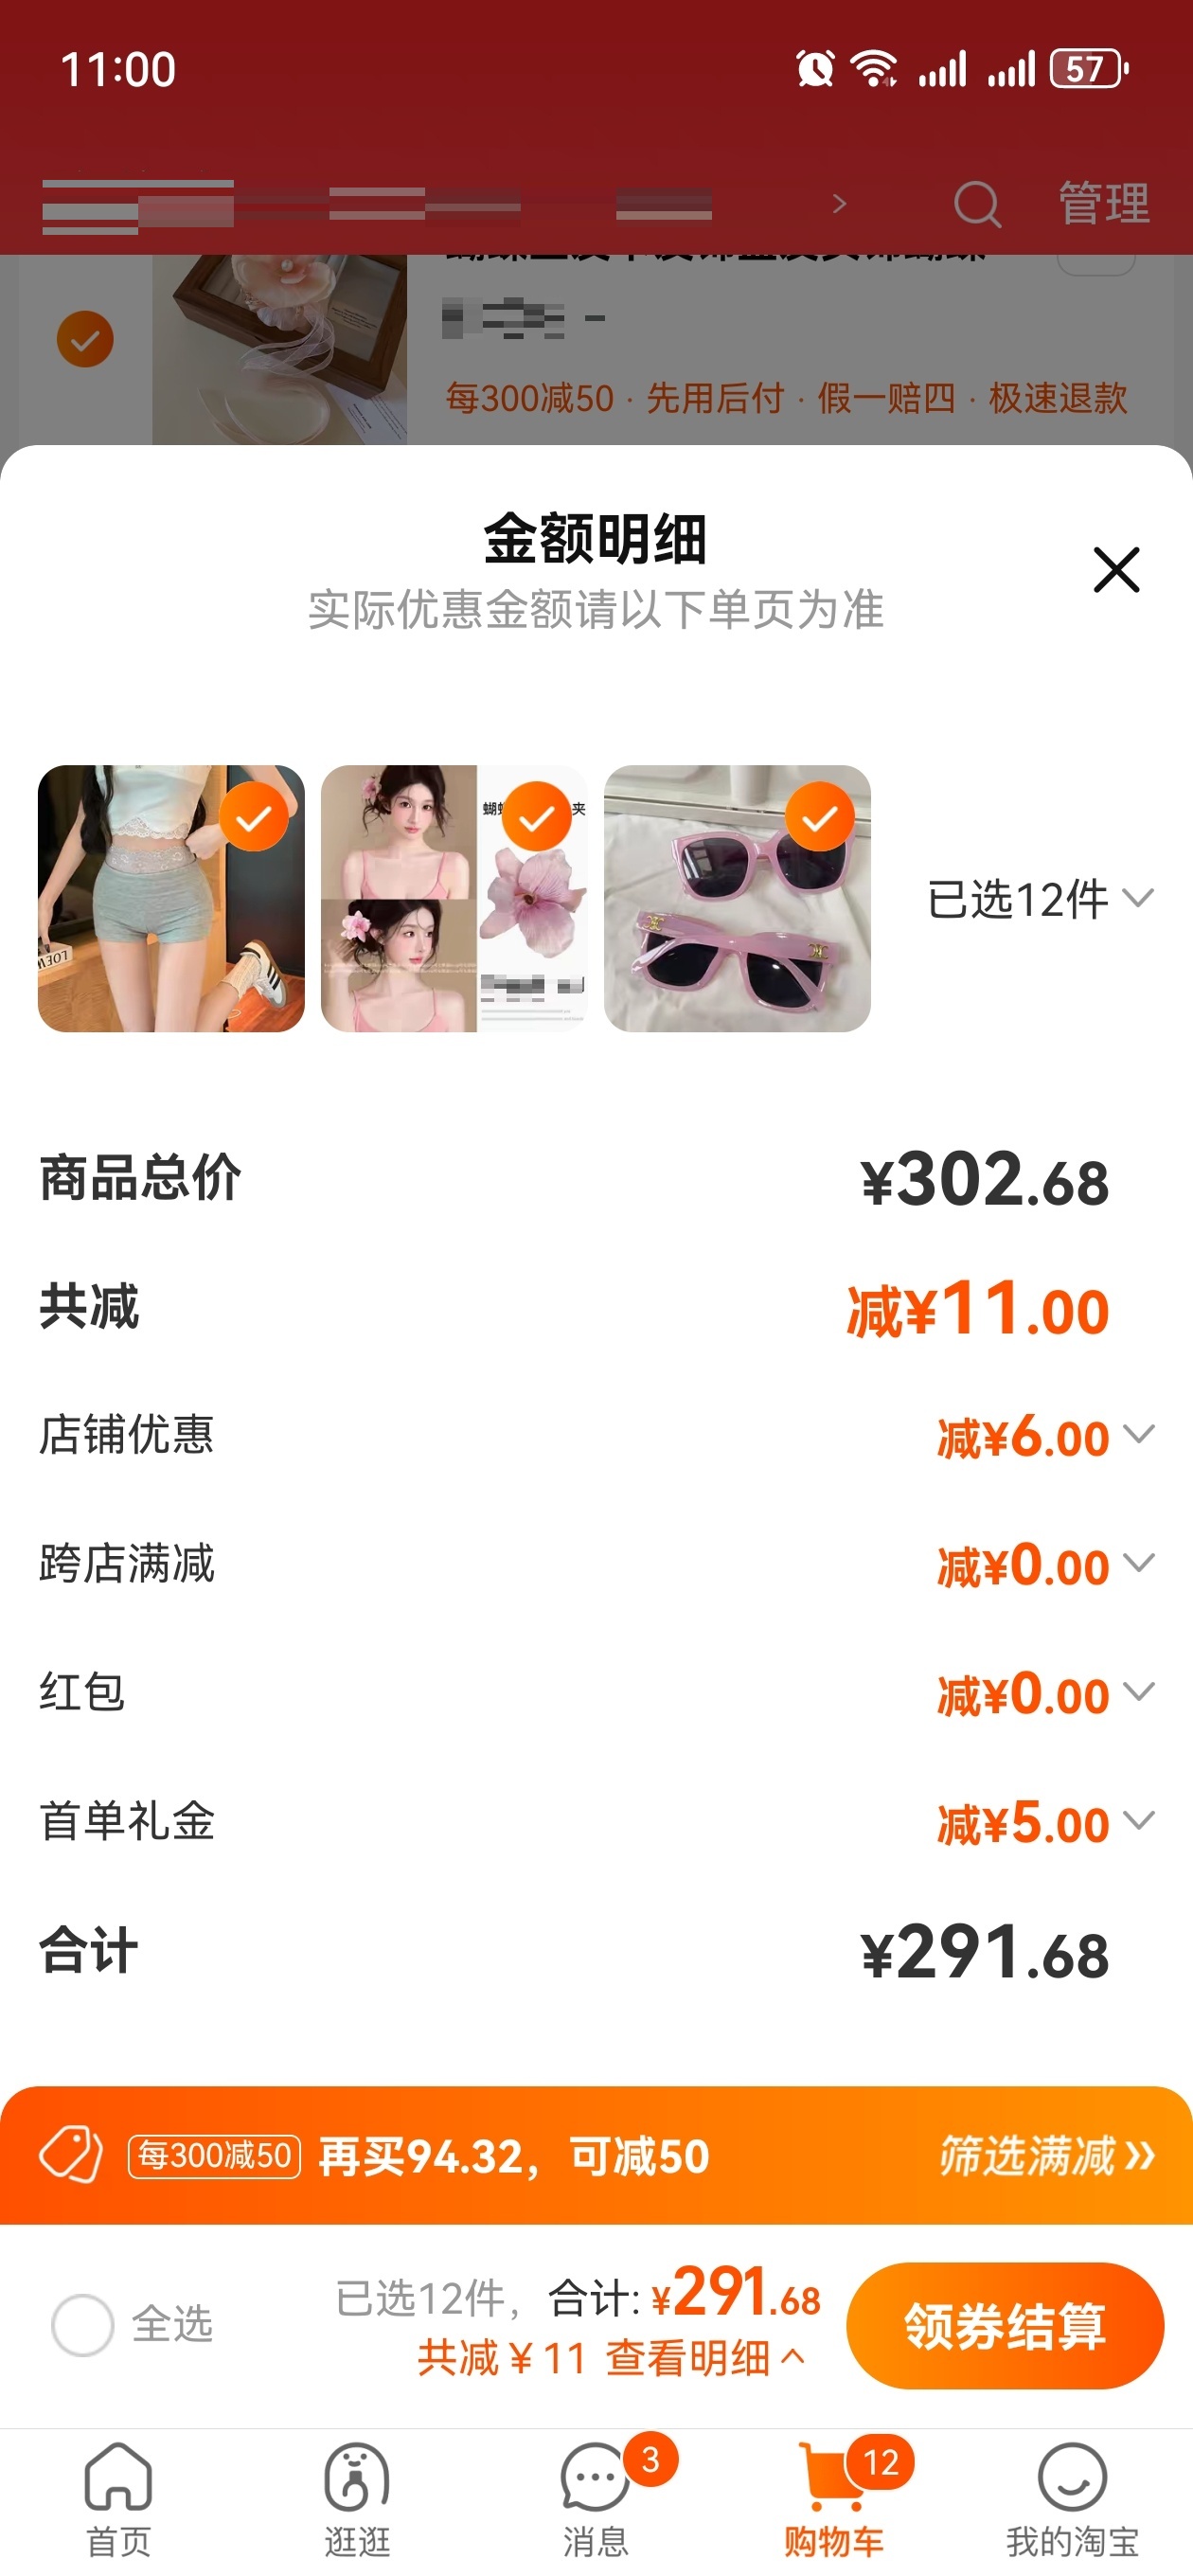 11:00
57
管理
每300减50 · 先用后付 · 假一赔四 · 极速退款
金额明细
实际优惠金额请以下单页为准
夹
已选12件
商品总价 ¥302.68
共减 减¥11.00
店铺优惠 减¥6.00
跨店满减 减¥0.00
红包 减¥0.00
首单礼金 减¥5.00
合计 ¥291.68
每300减50 再买94.32，可减50 筛选满减
全选
已选12件，合计: ¥291.68
共减￥11 查看明细
领券结算
3
12
首页
逛逛
消息
购物车
我的淘宝